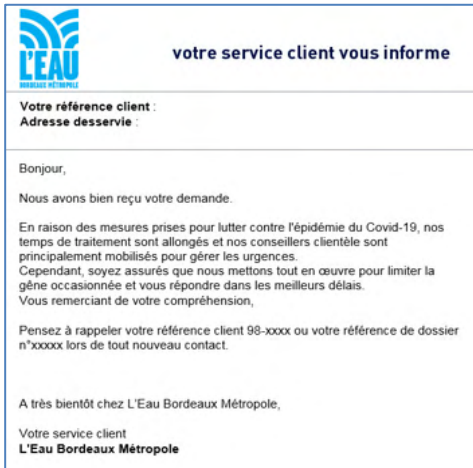 L'EAU
BORDEAUX MÉTROPOLE
votre service client vous informe
Votre référence client :
Adresse desservie :
Bonjour,
Nous avons bien reçu votre demande.
En raison des mesures prises pour lutter contre l'épidémie du Covid-19, nos
temps de traitement sont allongés et nos conseillers clientèle sont
principalement mobilisés pour gérer les urgences.
Cependant, soyez assurés que nous mettons tout en œuvre pour limiter la
gêne occasionnée et vous répondre dans les meilleurs délais.
Vous remerciant de votre compréhension,
Pensez à rappeler votre référence client 98-xxxx ou votre référence de dossier
n°xxxxx lors de tout nouveau contact.
A très bientôt chez L'Eau Bordeaux Métropole,
Votre service client
L'Eau Bordeaux Métropole